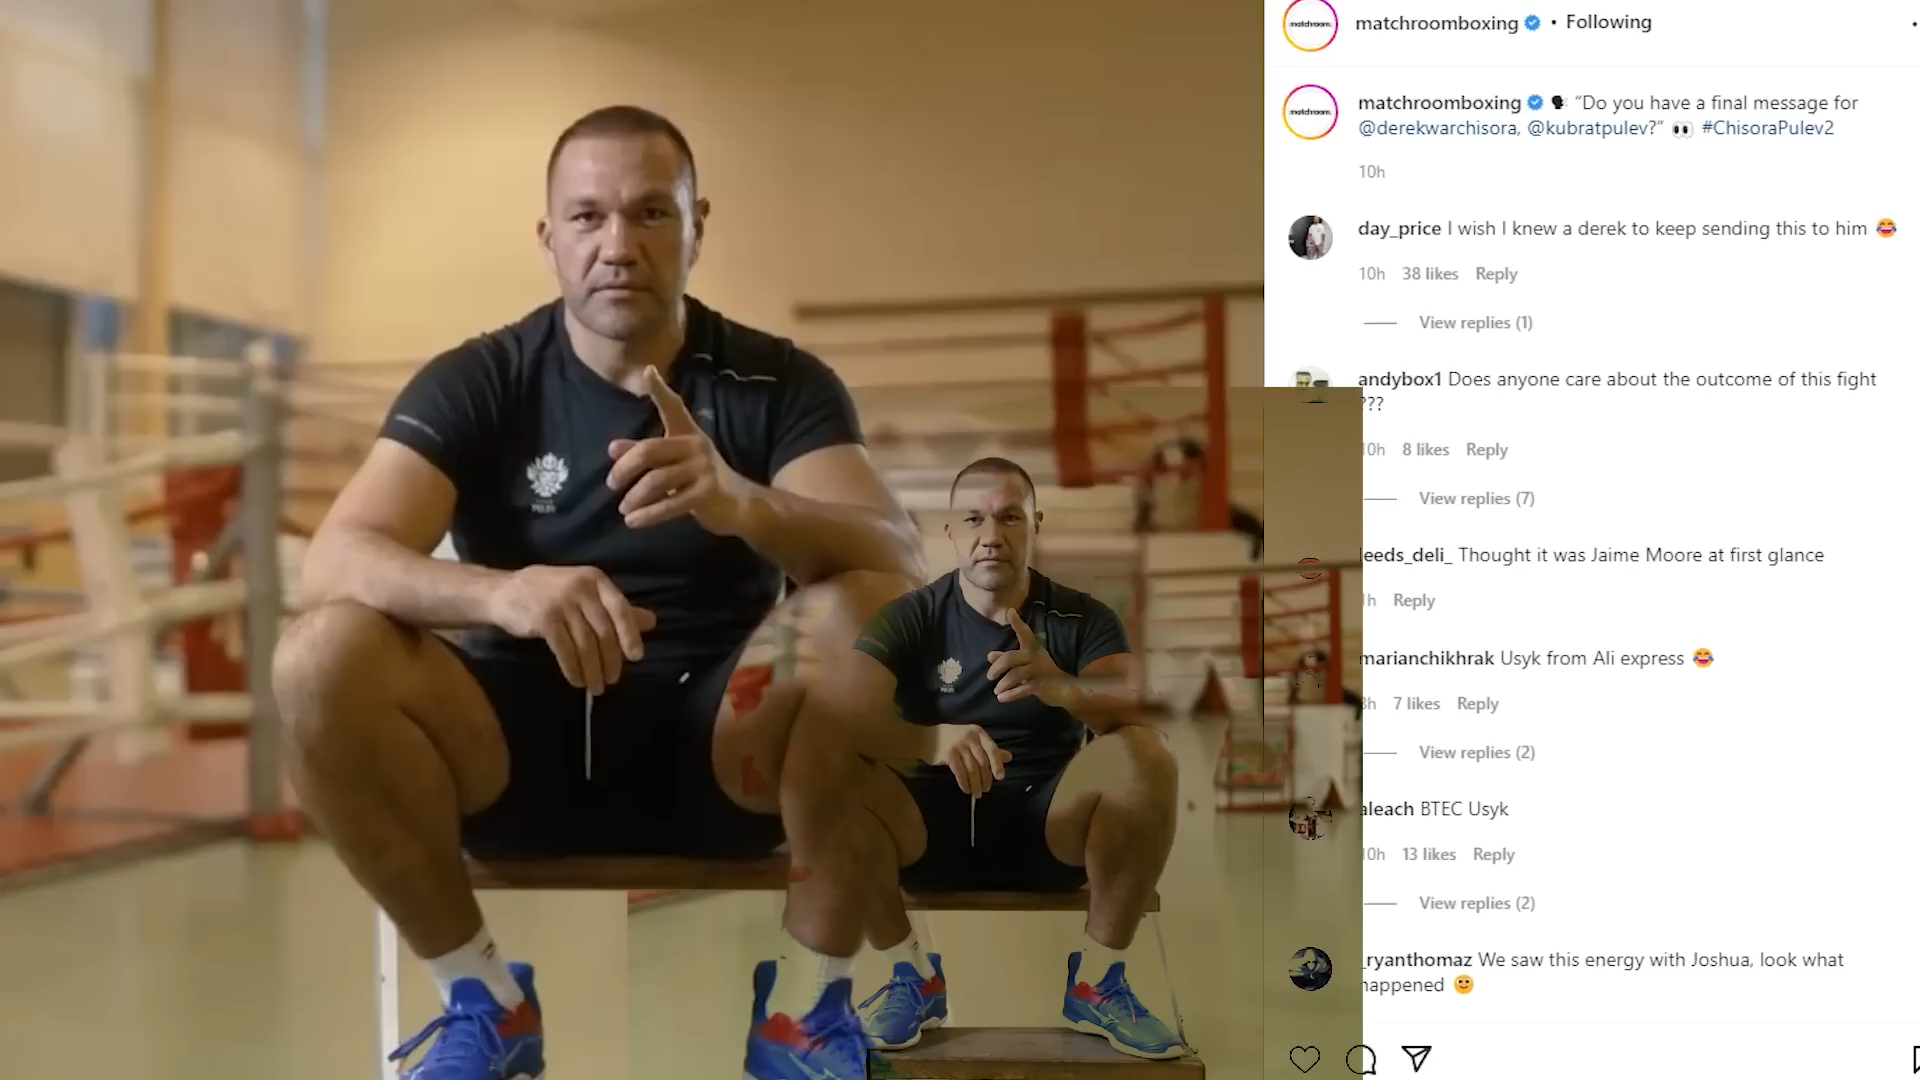 matchroom.
matchroomboxing • Following
matchroom.
matchroomboxing 🗣 “Do you have a final message for
@derekwarchisora, @kubratpulev?” 👀 #ChisoraPulev2
10h
day_price I wish I knew a derek to keep sending this to him 😂
10h 38 likes Reply
View replies (1)
andybox1 Does anyone care about the outcome of this fight
???
10h 8 likes Reply
View replies (7)
leeds_deli_ Thought it was Jaime Moore at first glance
h Reply
marianchikhrak Usyk from Ali express 😂
8h 7 likes Reply
View replies (2)
aleach BTEC Usyk
10h 13 likes Reply
View replies (2)
_ryanthomaz We saw this energy with Joshua, look what
happened 🙂